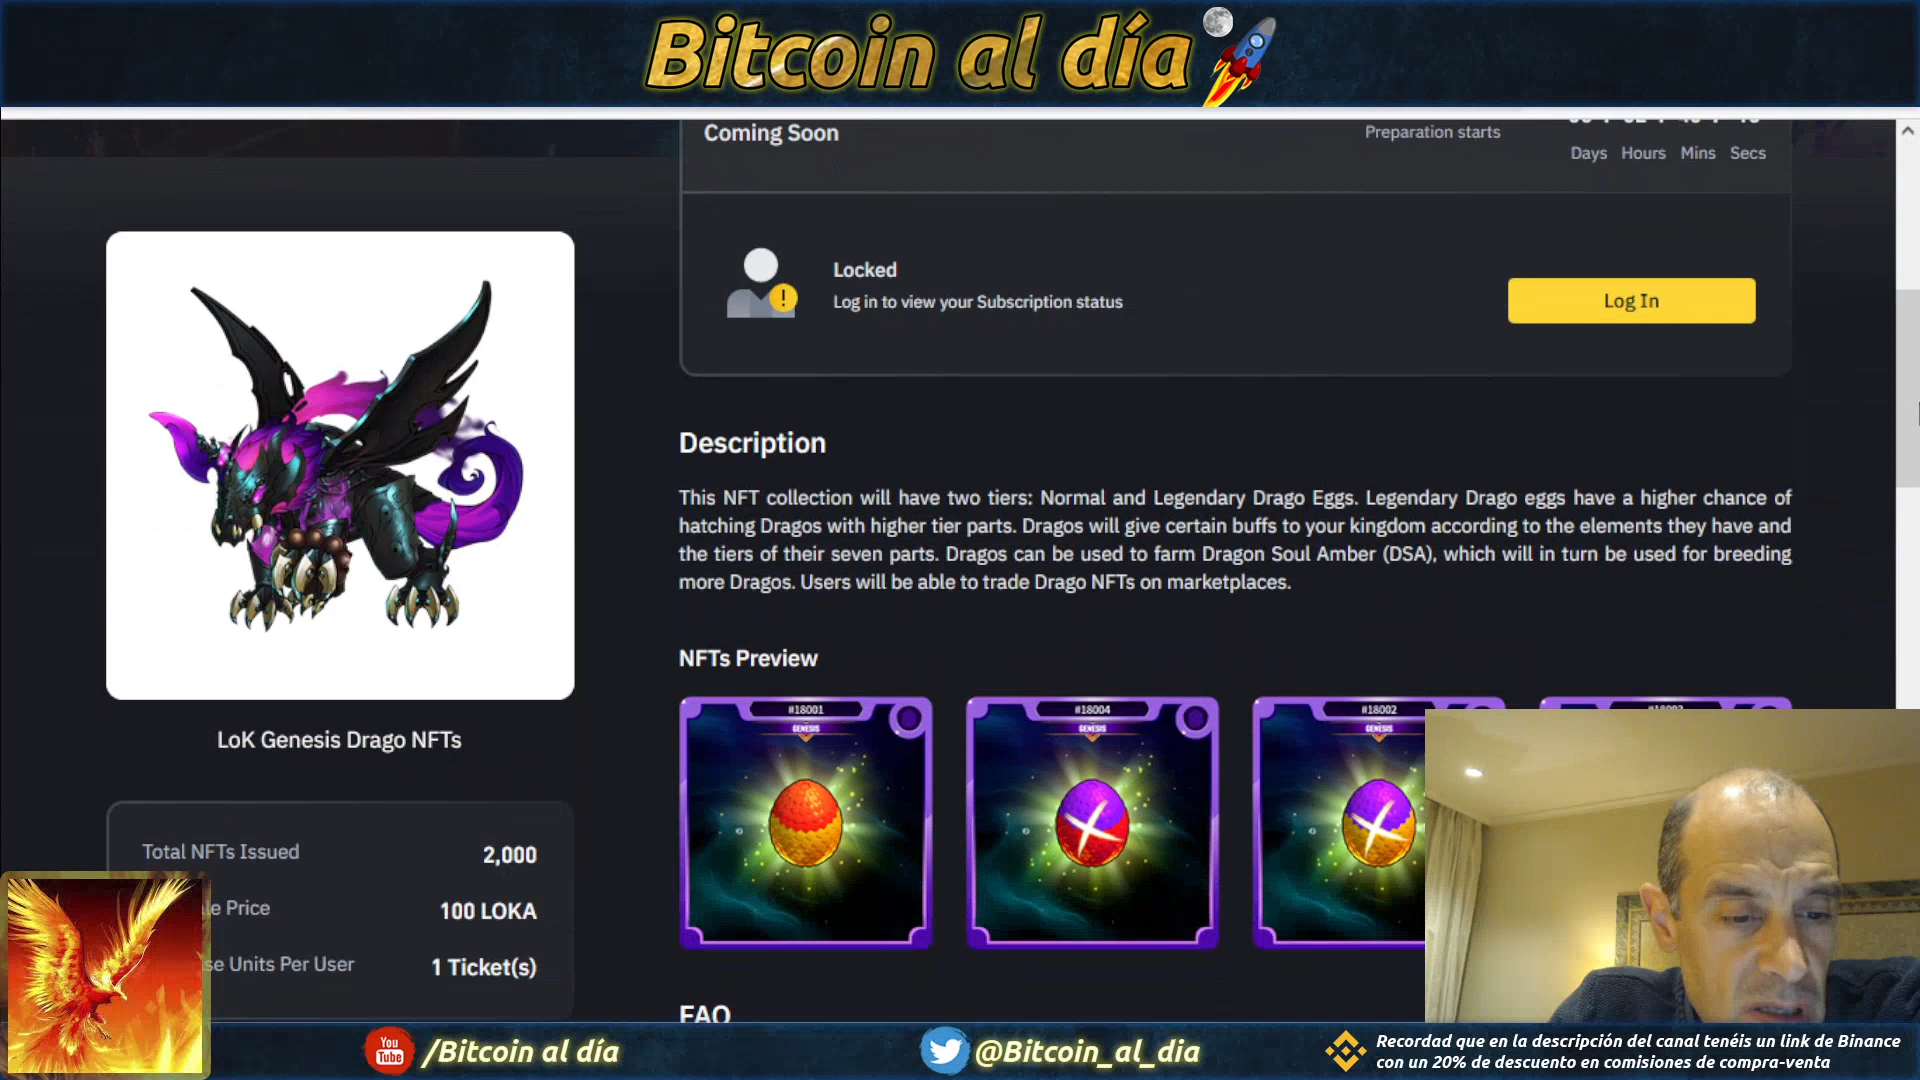 Bitcoin al día
Coming Soon
Preparation starts
Days Hours Mins Secs
Locked
Log in to view your Subscription status
Log In
Description
This NFT collection will have two tiers: Normal and Legendary Drago Eggs. Legendary Drago eggs have a higher chance of
hatching Dragos with higher tier parts. Dragos will give certain buffs to your kingdom according to the elements they have and
the tiers of their seven parts. Dragos can be used to farm Dragon Soul Amber (DSA), which will in turn be used for breeding
more Dragos. Users will be able to trade Drago NFTs on marketplaces.
NFTs Preview
#18001
GENESIS
#18004
GENESIS
#18002
GENESIS
LoK Genesis Drago NFTs
Total NFTs Issued 2,000
Price 100 LOKA
Units Per User 1 Ticket(s)
FAQ
You
Tube
/Bitcoin al día
@Bitcoin_al_dia
Recordad que en la descripción del canal tenéis un link de Binance
con un 20% de descuento en comisiones de compra-venta